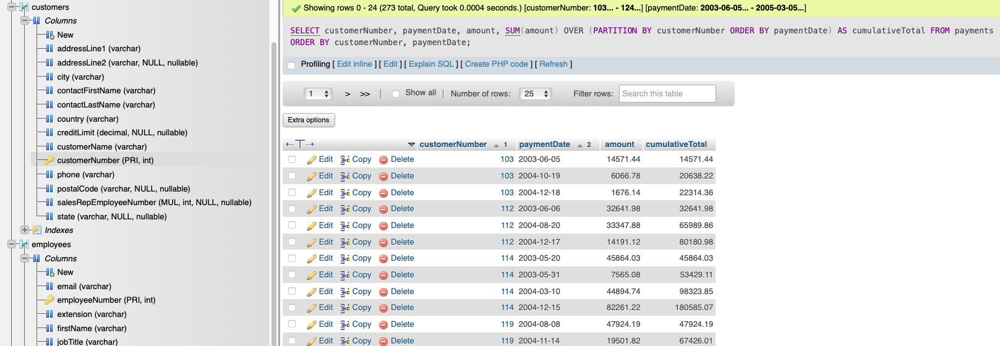 customers
Columns
New
addressLine1 (varchar)
addressLine2 (varchar, NULL, nullable)
city (varchar)
contactFirstName (varchar)
contactLastName (varchar)
country (varchar)
creditLimit (decimal, NULL, nullable)
customerName (varchar)
customerNumber (PRI, int)
phone (varchar)
postalCode (varchar, NULL, nullable)
salesRepEmployeeNumber (MUL, int, NULL, nullable)
state (varchar, NULL, nullable)
Indexes
employees
Columns
New
email (varchar)
employeeNumber (PRI, int)
extension (varchar)
firstName (varchar)
jobTitle (varchar)
Showing rows 0 - 24 (273 total, Query took 0.0004 seconds.) [customerNumber: 103... - 124...] [paymentDate: 2003-06-05... - 2005-03-05...]
SELECT customerNumber, paymentDate, amount, SUM(amount) OVER (PARTITION BY customerNumber ORDER BY paymentDate) AS cumulativeTotal FROM payments
ORDER BY customerNumber, paymentDate;
Profiling [ Edit inline ] [ Edit ] [ Explain SQL ] [ Create PHP code ] [ Refresh ]
1 > >> | Show all | Number of rows: 25 Filter rows: Search this table
Extra options
customerNumber 1 paymentDate 2 amount cumulativeTotal
Edit Copy Delete 103 2003-06-05 14571.44 14571.44
Edit Copy Delete 103 2004-10-19 6066.78 20638.22
Edit Copy Delete 103 2004-12-18 1676.14 22314.36
Edit Copy Delete 112 2003-06-06 32641.98 32641.98
Edit Copy Delete 112 2004-08-20 33347.88 65989.86
Edit Copy Delete 112 2004-12-17 14191.12 80180.98
Edit Copy Delete 114 2003-05-20 45864.03 45864.03
Edit Copy Delete 114 2003-05-31 7565.08 53429.11
Edit Copy Delete 114 2004-03-10 44894.74 98323.85
Edit Copy Delete 114 2004-12-15 82261.22 180585.07
Edit Copy Delete 119 2004-08-08 47924.19 47924.19
Edit Copy Delete 119 2004-11-14 19501.82 67426.01